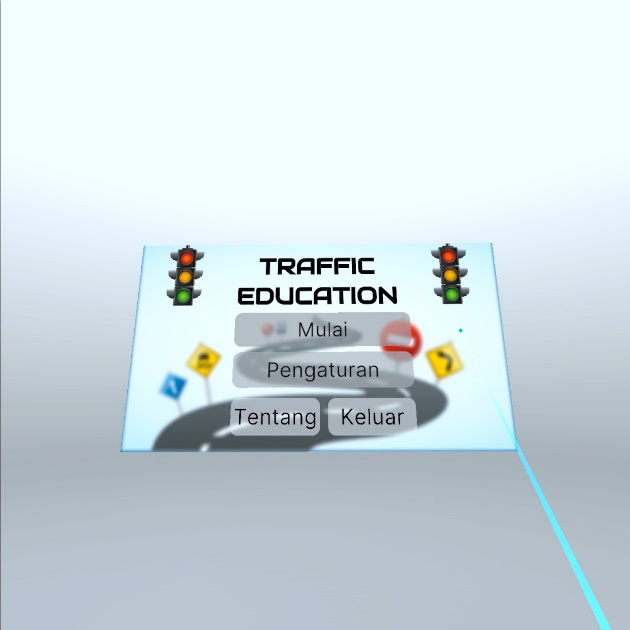 TRAFFIC
EDUCATION
Mulai
Pengaturan
Tentang Keluar